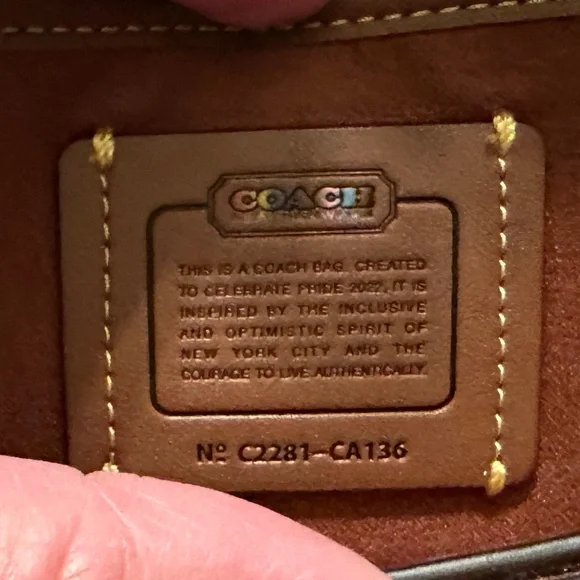 COACH
THIS IS A COACH BAG, CREATED
TO CELEBRATE PRIDE 2022, IT IS
INSPIRED BY THE INCLUSIVE
AND OPTIMISTIC SPIRIT OF
NEW YORK CITY AND THE
COURAGE TO LIVE AUTHENTICALLY.
Nº C2281-CA136